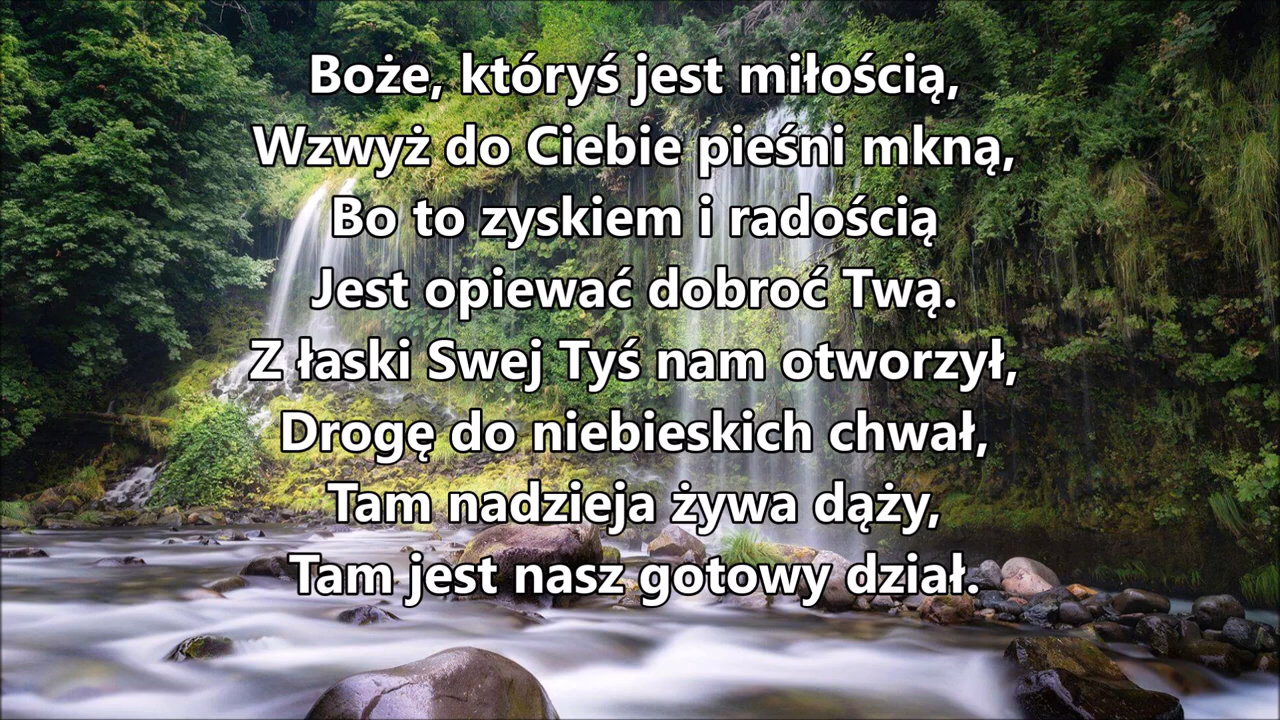 Boże, któryś jest miłością,
Wzwyż do Ciebie pieśni mkną,
Bo to zyskiem i radością
Jest opiewać dobroć Twą.
Z łaski Swej Tyś nam otworzył,
Drogę do niebieskich chwał,
Tam nadzieja żywa dąży,
Tam jest nasz gotowy dział.